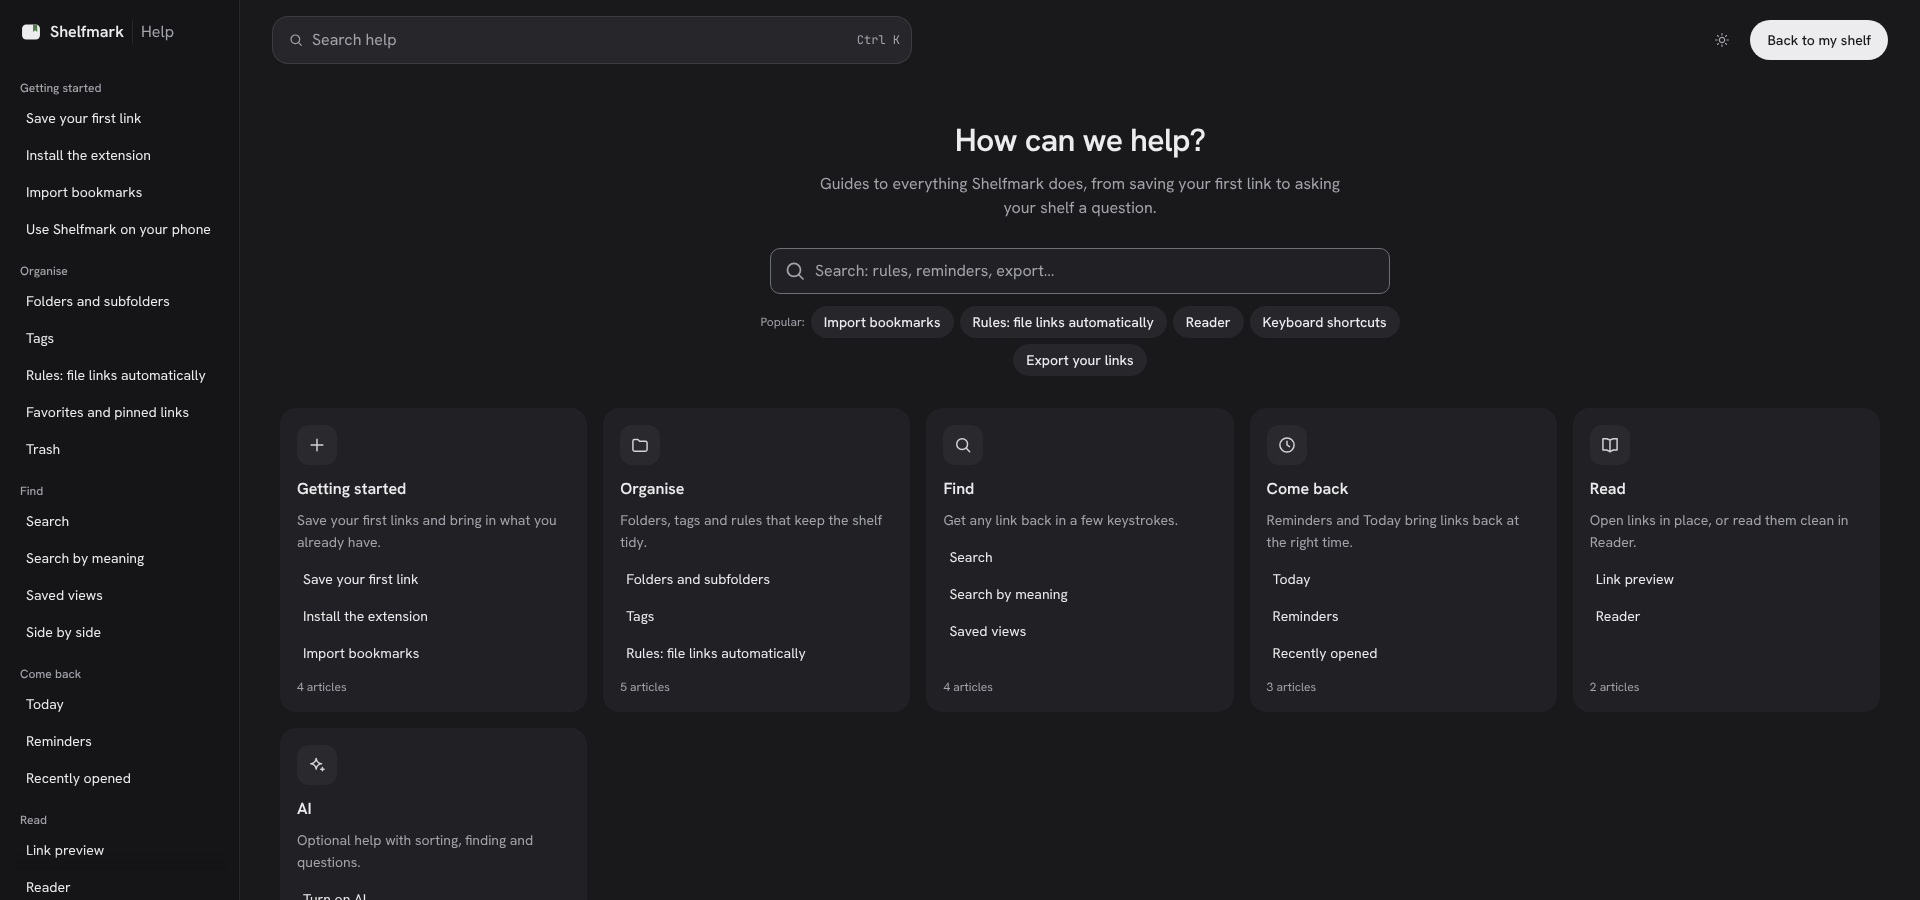 Shelfmark
Help
Getting started
Save your first link
Install the extension
Import bookmarks
Use Shelfmark on your phone
Organise
Folders and subfolders
Tags
Rules: file links automatically
Favorites and pinned links
Trash
Find
Search
Search by meaning
Saved views
Side by side
Come back
Today
Reminders
Recently opened
Read
Link preview
Reader
Search help
Ctrl K
Back to my shelf
How can we help?
Guides to everything Shelfmark does, from saving your first link to asking
your shelf a question.
Search: rules, reminders, export...
Popular:
Import bookmarks
Rules: file links automatically
Reader
Keyboard shortcuts
Export your links
Getting started
Save your first links and bring in what you
already have.
Save your first link
Install the extension
Import bookmarks
4 articles
Organise
Folders, tags and rules that keep the shelf
tidy.
Folders and subfolders
Tags
Rules: file links automatically
5 articles
Find
Get any link back in a few keystrokes.
Search
Search by meaning
Saved views
4 articles
Come back
Reminders and Today bring links back at
the right time.
Today
Reminders
Recently opened
3 articles
Read
Open links in place, or read them clean in
Reader.
Link preview
Reader
2 articles
AI
Optional help with sorting, finding and
questions.
Turn on AI